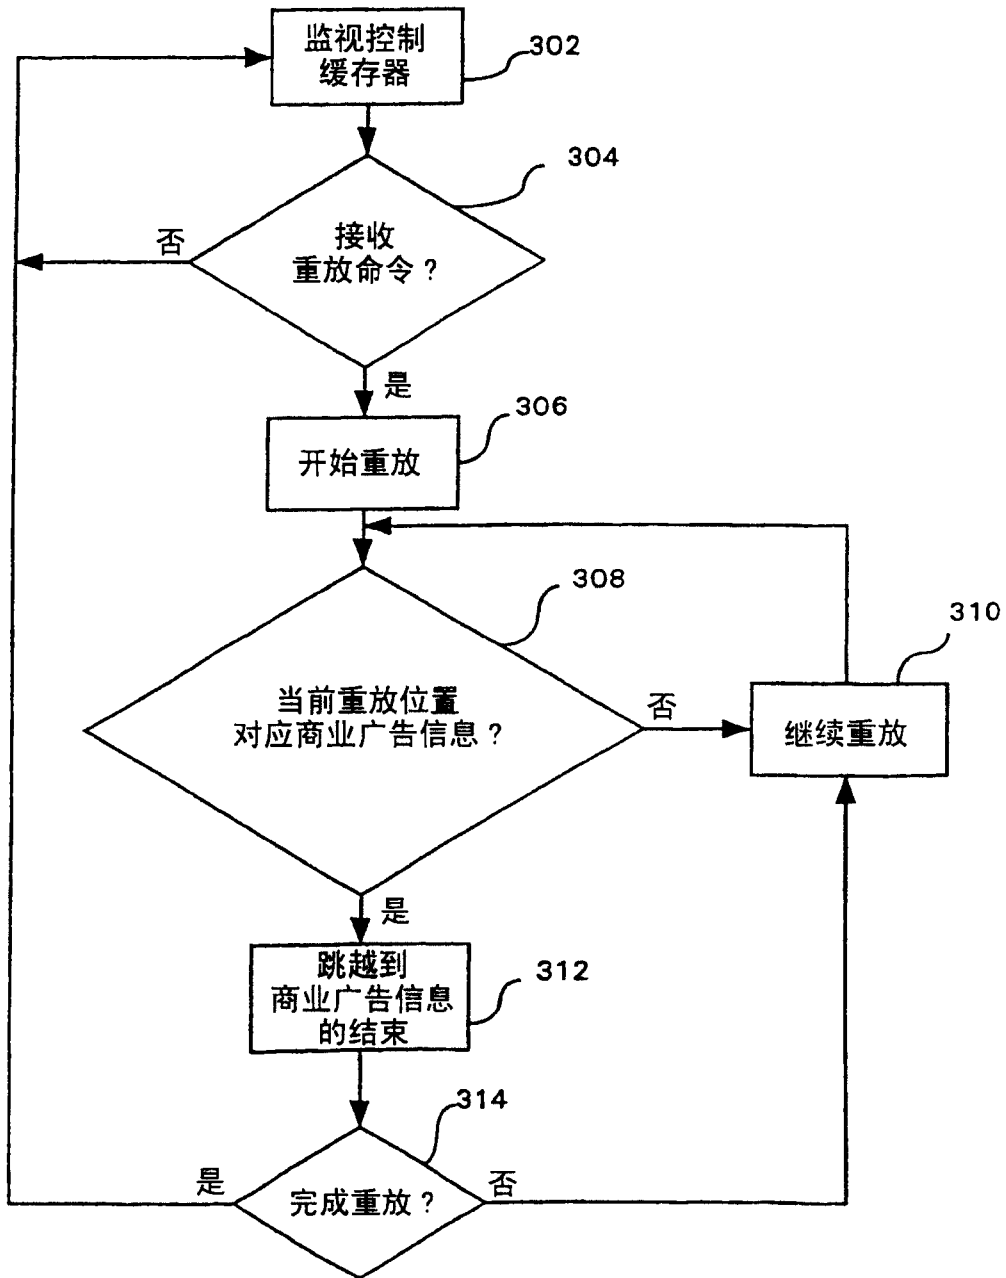 监视控制
缓存器
302
304
接收
重放命令?
否
是
306
开始重放
308
310
当前重放位置
对应商业广告信息?
否
继续重放
是
跳越到
商业广告信息
的结束
312
314
是
完成重放?
否